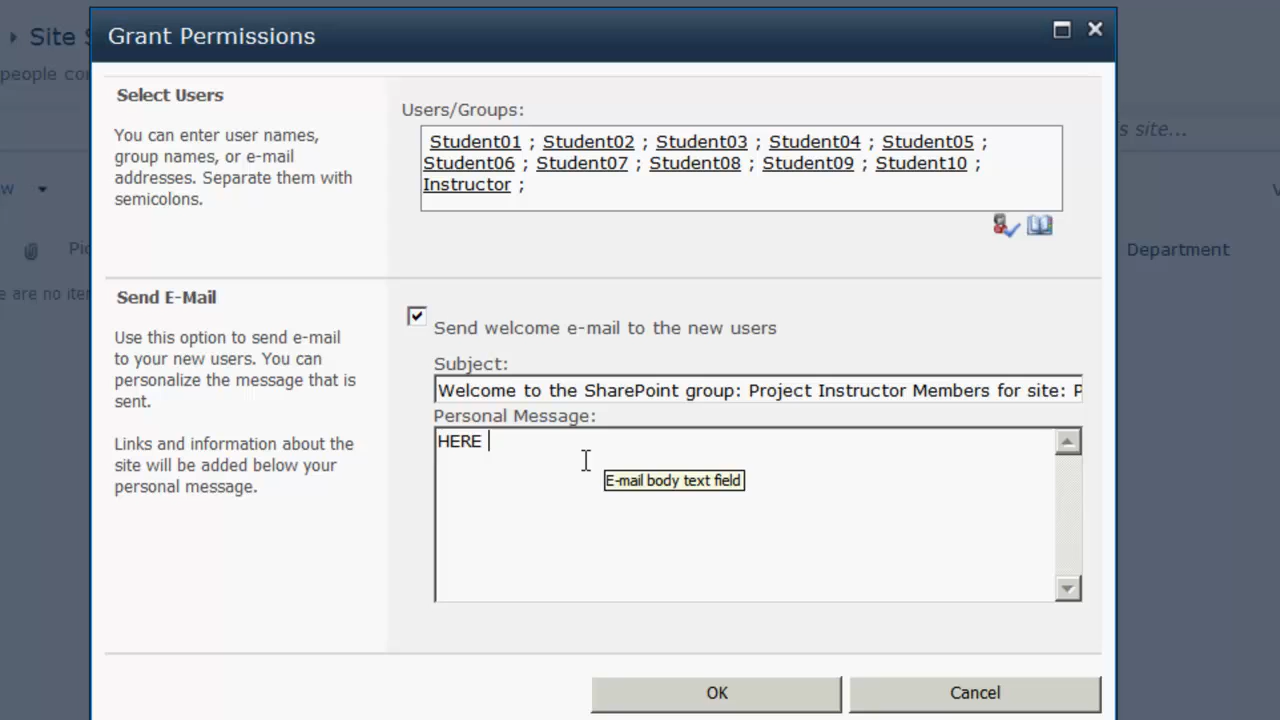 Site
Grant Permissions
people
Select Users
You can enter user names,
group names, or e-mail
addresses. Separate them with
semicolons.
Users/Groups:
Student01 ; Student02 ; Student03 ; Student04 ; Student05 ;
Student06 ; Student07 ; Student08 ; Student09 ; Student10 ;
Instructor ;
s site...
Department
e are no
Send E-Mail
Use this option to send e-mail
to your new users. You can
personalize the message that is
sent.
Links and information about the
site will be added below your
personal message.
Send welcome e-mail to the new users
Subject:
Welcome to the SharePoint group: Project Instructor Members for site: P
Personal Message:
HERE
E-mail body text field
OK
Cancel